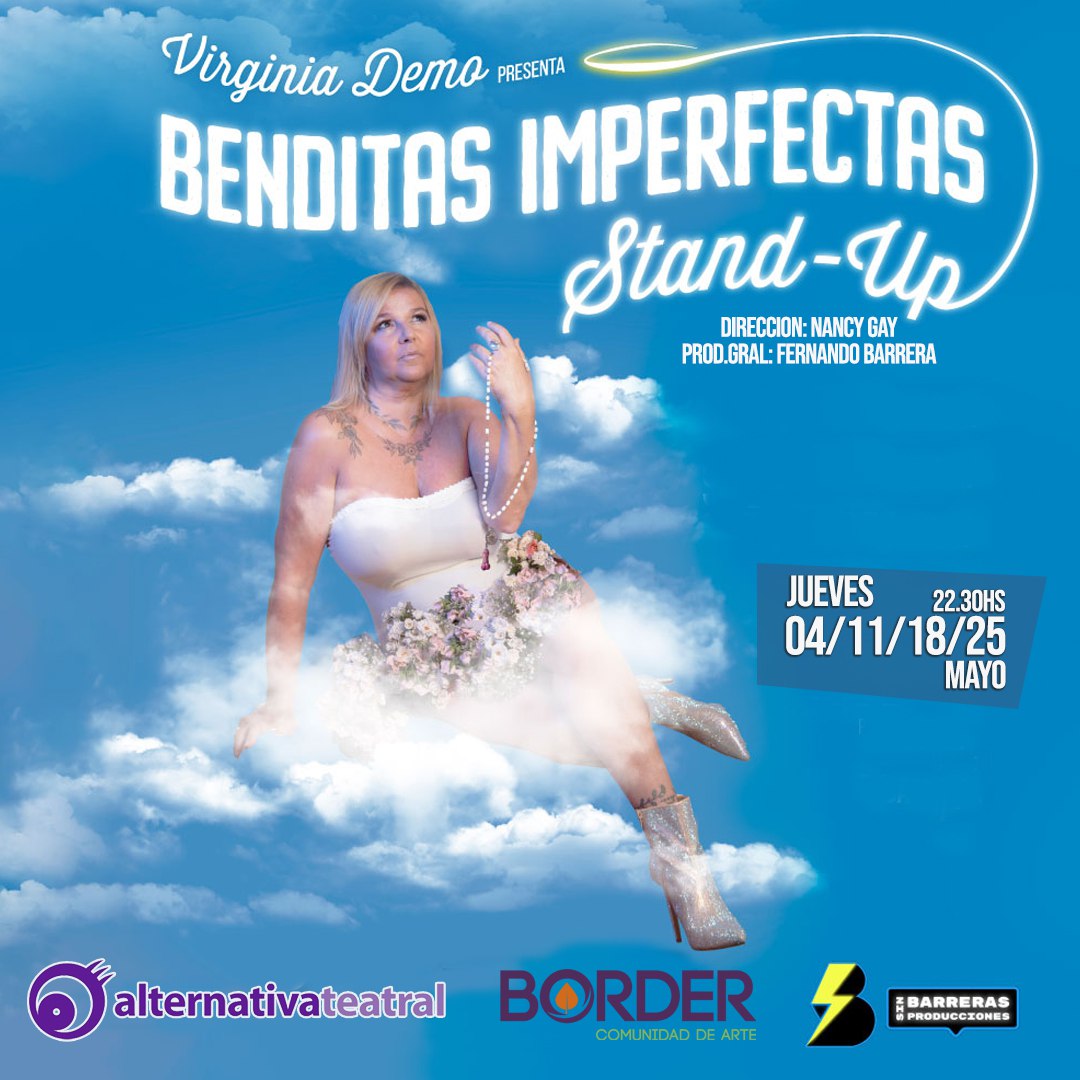 Virginia Demo PRESENTA
BENDITAS IMPERFECTAS
Stand-Up
DIRECCION: NANCY GAY
PROD.GRAL: FERNANDO BARRERA
JUEVES 22.30HS
04/11/18/25
MAYO
alternativateatral
BORDER
COMUNIDAD DE ARTE
B
SIN BARRERAS
PRODUCCIONES